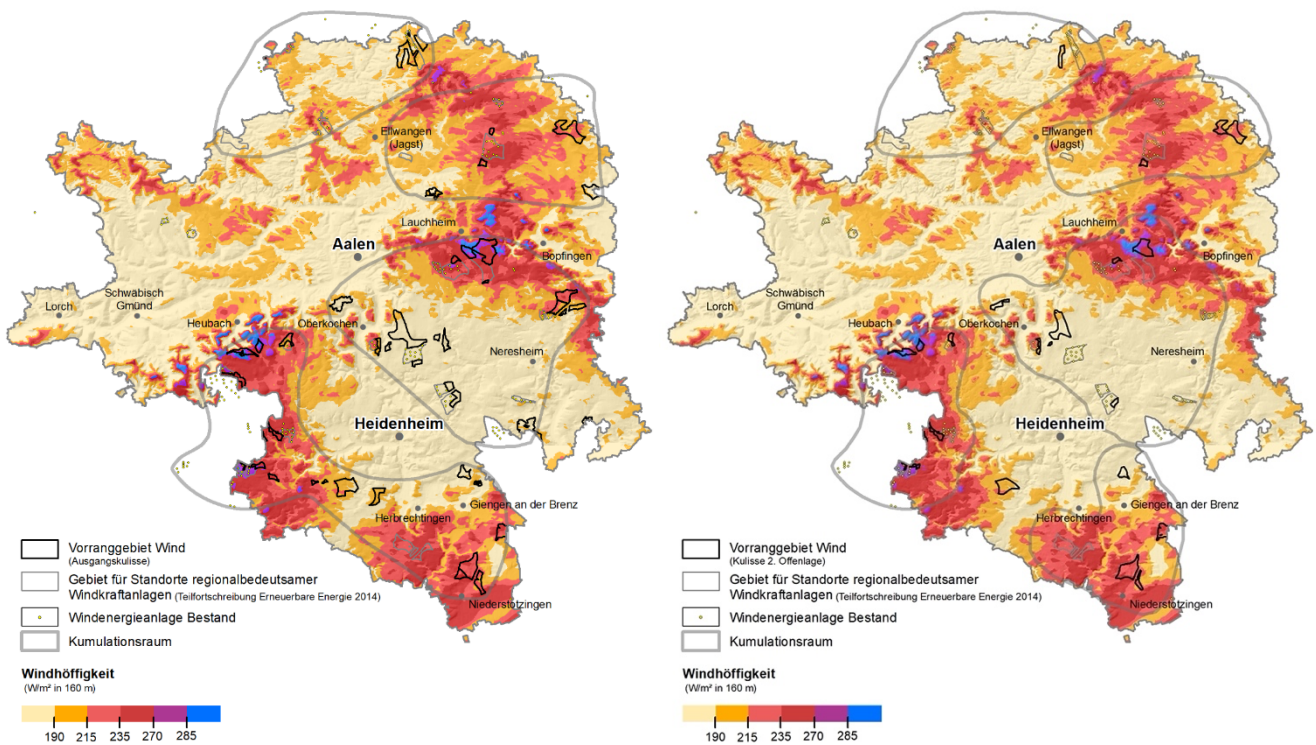 Ellwangen
(Jagst)
Lauchheim
Aalen
Bopfingen
Schwäbisch
Gmünd
Lorch
Heubach
Oberkochen
Neresheim
Heidenheim
Giengen an der Brenz
Herbrechtingen
Niederstotzingen
Vorranggebiet Wind
(Ausgangskulisse)
Gebiet für Standorte regionalbedeutsamer
Windkraftanlagen (Teilfortschreibung Erneuerbare Energie 2014)
Windenergieanlage Bestand
Kumulationsraum
Windhöffigkeit
(W/m² in 160 m)
190 215 235 270 285
Ellwangen
(Jagst)
Lauchheim
Aalen
Bopfingen
Schwäbisch
Gmünd
Lorch
Heubach
Oberkochen
Neresheim
Heidenheim
Giengen an der Brenz
Herbrechtingen
Niederstotzingen
Vorranggebiet Wind
(Kulisse 2. Offenlage)
Gebiet für Standorte regionalbedeutsamer
Windkraftanlagen (Teilfortschreibung Erneuerbare Energie 2014)
Windenergieanlage Bestand
Kumulationsraum
Windhöffigkeit
(W/m² in 160 m)
190 215 235 270 285